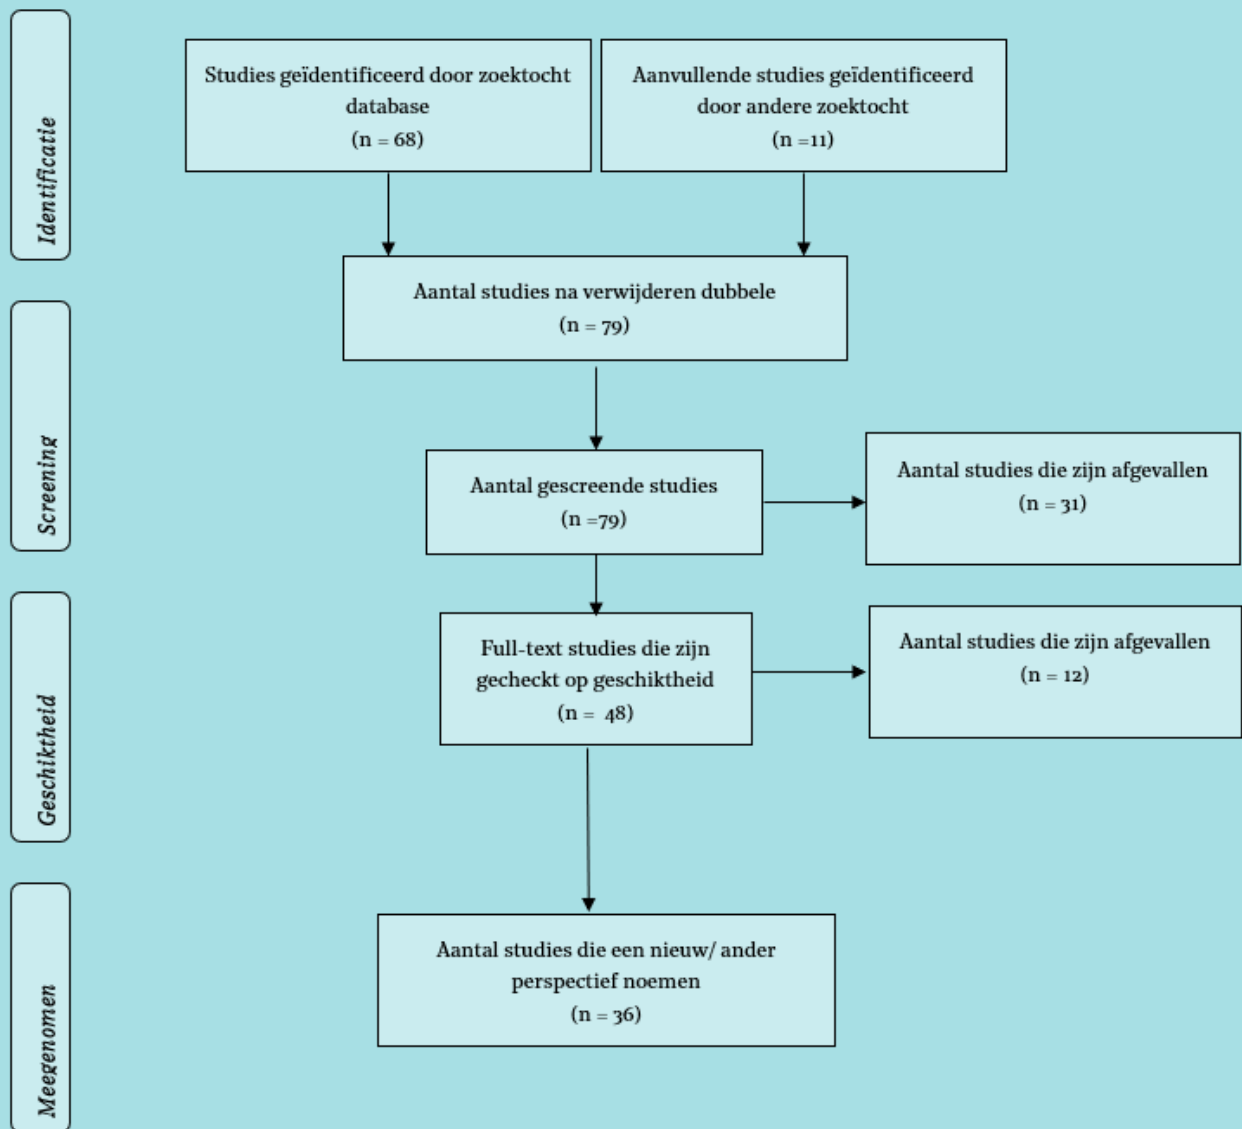 Identificatie
Studies geïdentificeerd door zoektocht
database
(n = 68)
Aanvullende studies geïdentificeerd
door andere zoektocht
(n =11)
Aantal studies na verwijderen dubbele
(n = 79)
Screening
Aantal gescreende studies
(n =79)
Aantal studies die zijn afgevallen
(n = 31)
Geschiktheid
Full-text studies die zijn
gecheckt op geschiktheid
(n = 48)
Aantal studies die zijn afgevallen
(n = 12)
Meegenomen
Aantal studies die een nieuw/ ander
perspectief noemen
(n = 36)